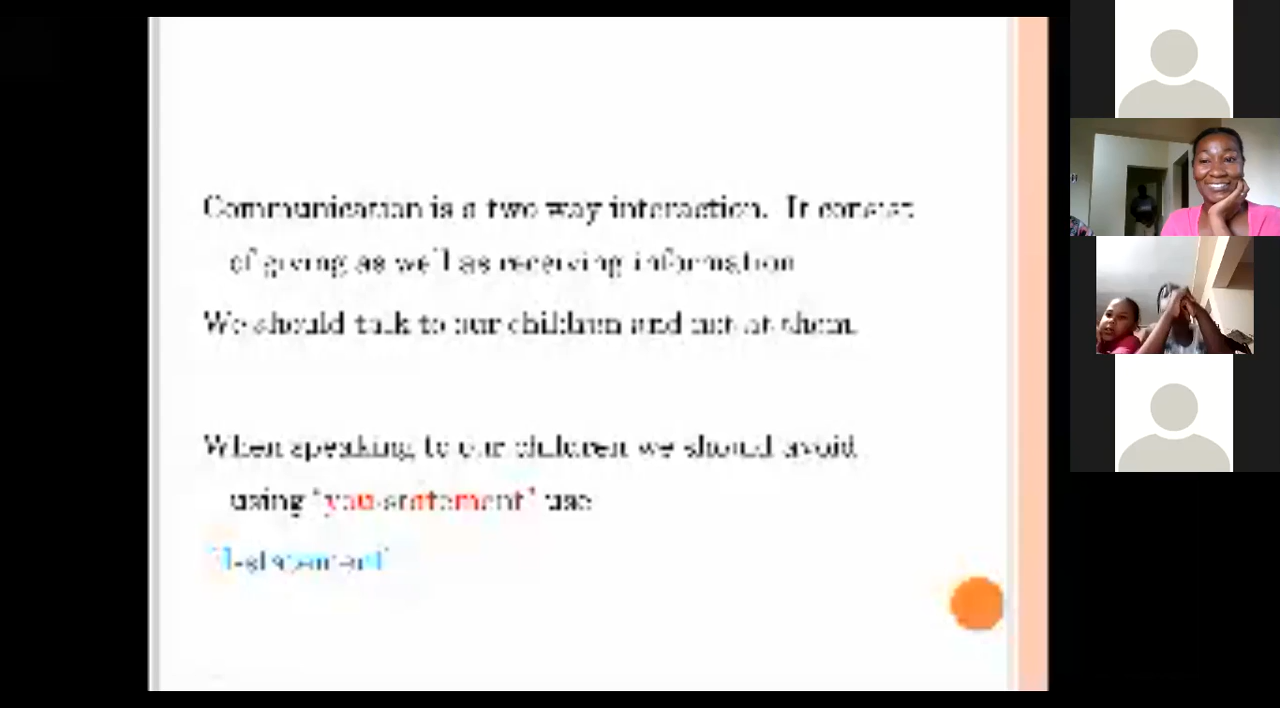 Communication is a two way interaction. It consist
of giving as well as receiving information
We should talk to our children and not at them.
When speaking to our children we should avoid
using "you-statement" use
"I-statement"